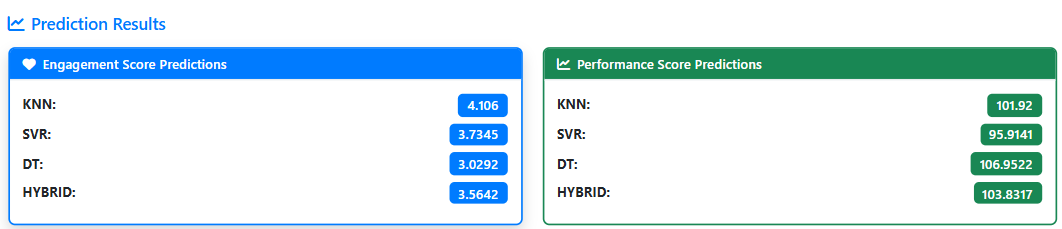 Prediction Results
Engagement Score Predictions
KNN: 4.106
SVR: 3.7345
DT: 3.0292
HYBRID: 3.5642
Performance Score Predictions
KNN: 101.92
SVR: 95.9141
DT: 106.9522
HYBRID: 103.8317